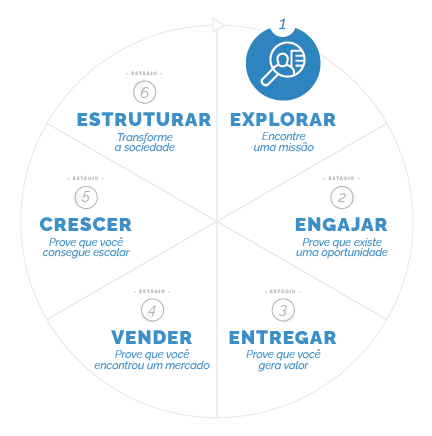 1
EXPLORAR
Encontre
uma missão
- ESTÁGIO -
2
ENGAJAR
Prove que existe
uma oportunidade
- ESTÁGIO -
3
ENTREGAR
Prove que você
gera valor
- ESTÁGIO -
4
VENDER
Prove que você
encontrou um mercado
- ESTÁGIO -
5
CRESCER
Prove que você
consegue escalar
- ESTÁGIO -
6
ESTRUTURAR
Transforme
a sociedade